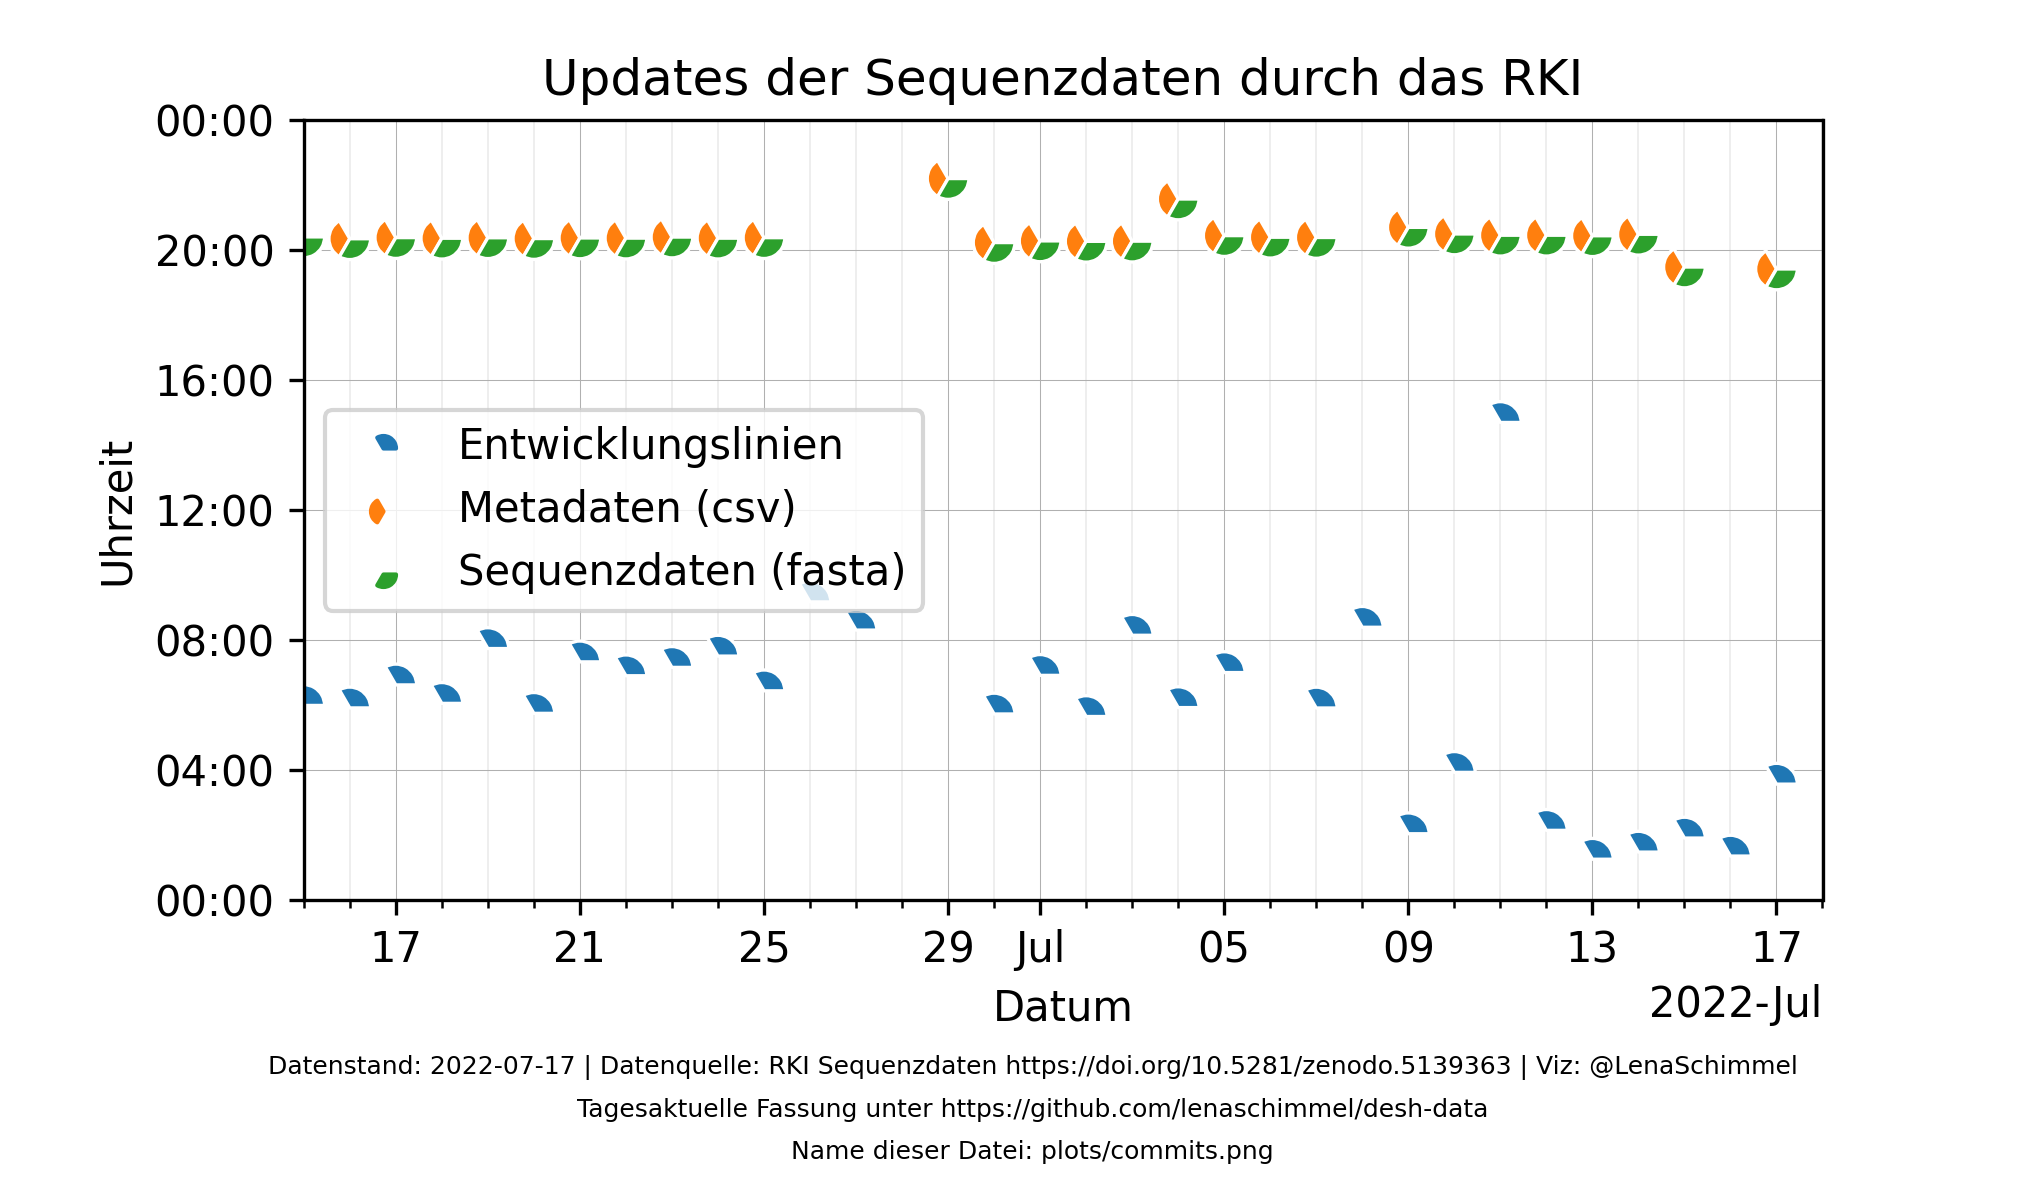 Updates der Sequenzdaten durch das RKI
00:00
20:00
16:00
12:00
08:00
04:00
00:00
Uhrzeit
Entwicklungslinien
Metadaten (csv)
Sequenzdaten (fasta)
17 21 25 29 Jul 05 09 13 17
Datum
2022-Jul
Datenstand: 2022-07-17 | Datenquelle: RKI Sequenzdaten https://doi.org/10.5281/zenodo.5139363 | Viz: @LenaSchimmel
Tagesaktuelle Fassung unter https://github.com/lenaschimmel/desh-data
Name dieser Datei: plots/commits.png